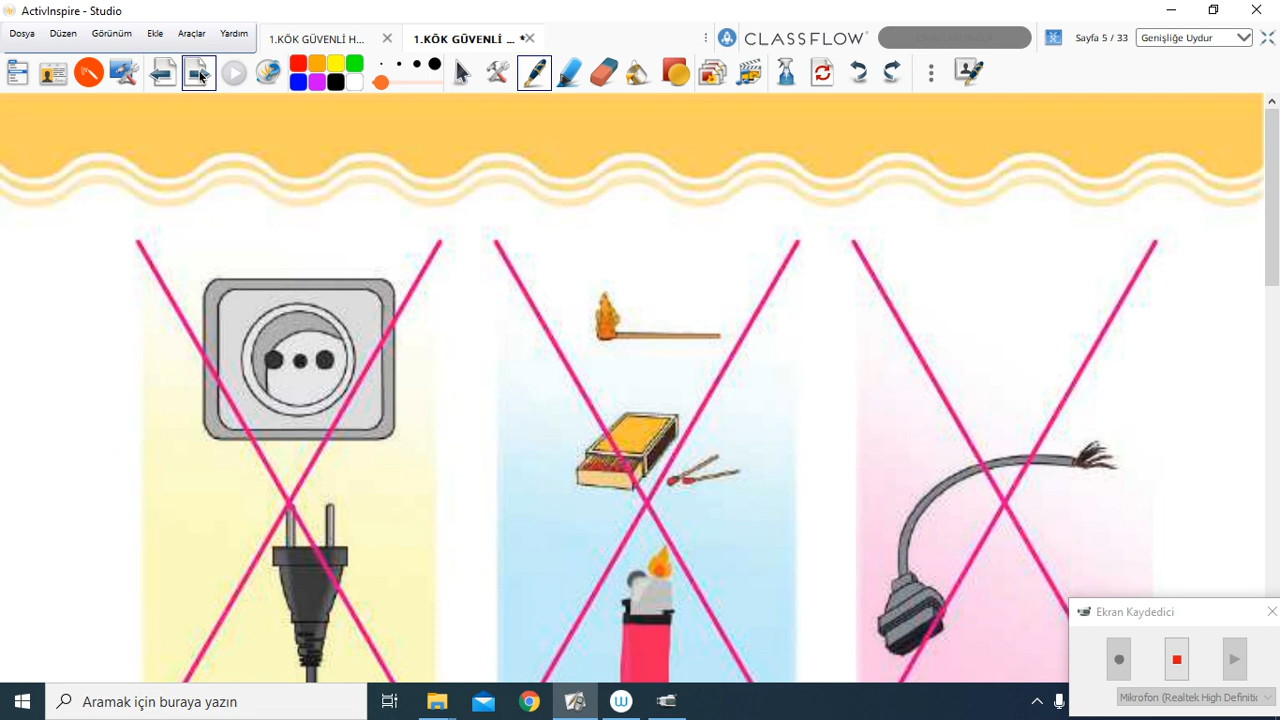 ActivInspire - Studio
Dosya Düzen Görünüm Ekle Araçlar Yardım
1.KÖK GÜVENLİ H...
1.KÖK GÜVENLİ ... *
CLASSFLOW
Sayfa 5 / 33
Genişliğe Uydur
Ekran Kaydedici
Mikrofon (Realtek High Definitic
Aramak için buraya yazın